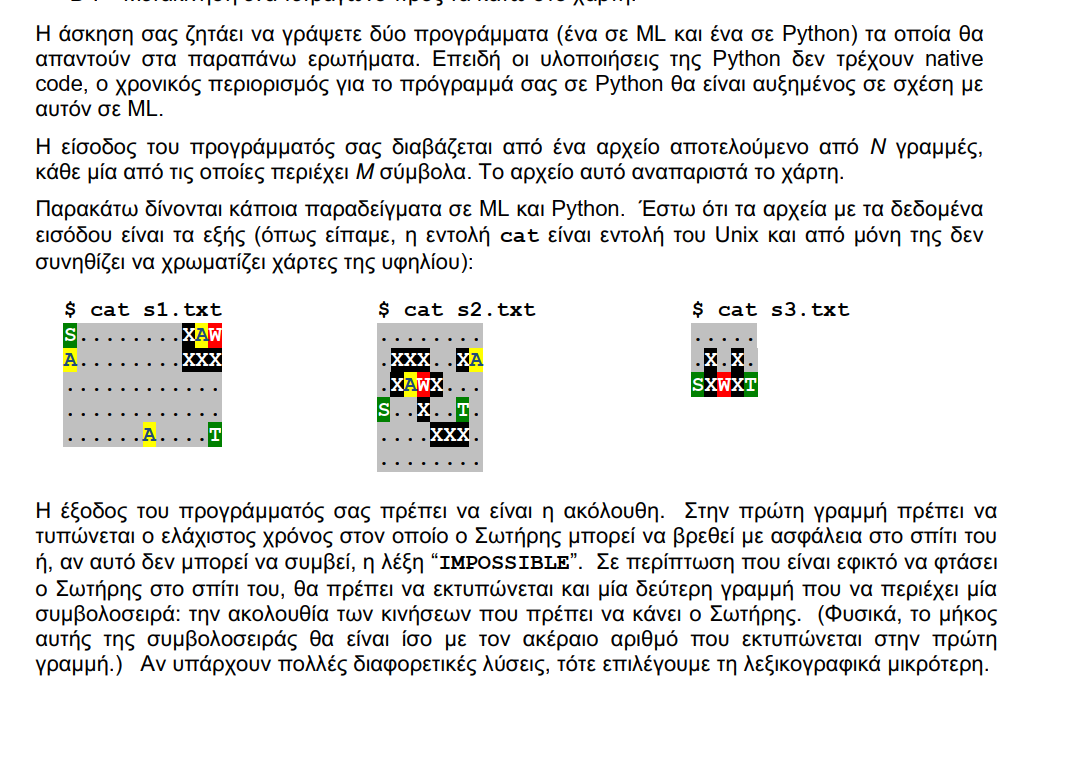 Η άσκηση σας ζητάει να γράψετε δύο προγράμματα (ένα σε ML και ένα σε Python) τα οποία θα
απαντούν στα παραπάνω ερωτήματα. Επειδή οι υλοποιήσεις της Python δεν τρέχουν native
code, ο χρονικός περιορισμός για το πρόγραμμά σας σε Python θα είναι αυξημένος σε σχέση με
αυτόν σε ML.
Η είσοδος του προγράμματός σας διαβάζεται από ένα αρχείο αποτελούμενο από N γραμμές,
κάθε μία από τις οποίες περιέχει M σύμβολα. Το αρχείο αυτό αναπαριστά το χάρτη.
Παρακάτω δίνονται κάποια παραδείγματα σε ML και Python. Έστω ότι τα αρχεία με τα δεδομένα
εισόδου είναι τα εξής (όπως είπαμε, η εντολή cat είναι εντολή του Unix και από μόνη της δεν
συνηθίζει να χρωματίζει χάρτες της υφηλίου):
$ cat s1.txt
S........XAW
A........XXX
............
............
......A....T
$ cat s2.txt
........
.XXX..XA
.XAWX...
S..X..T.
....XXX.
........
$ cat s3.txt
.....
.X.X.
SXWXT
Η έξοδος του προγράμματός σας πρέπει να είναι η ακόλουθη. Στην πρώτη γραμμή πρέπει να
τυπώνεται ο ελάχιστος χρόνος στον οποίο ο Σωτήρης μπορεί να βρεθεί με ασφάλεια στο σπίτι του
ή, αν αυτό δεν μπορεί να συμβεί, η λέξη “IMPOSSIBLE”. Σε περίπτωση που είναι εφικτό να φτάσει
ο Σωτήρης στο σπίτι του, θα πρέπει να εκτυπώνεται και μία δεύτερη γραμμή που να περιέχει μία
συμβολοσειρά: την ακολουθία των κινήσεων που πρέπει να κάνει ο Σωτήρης. (Φυσικά, το μήκος
αυτής της συμβολοσειράς θα είναι ίσο με τον ακέραιο αριθμό που εκτυπώνεται στην πρώτη
γραμμή.) Αν υπάρχουν πολλές διαφορετικές λύσεις, τότε επιλέγουμε τη λεξικογραφικά μικρότερη.